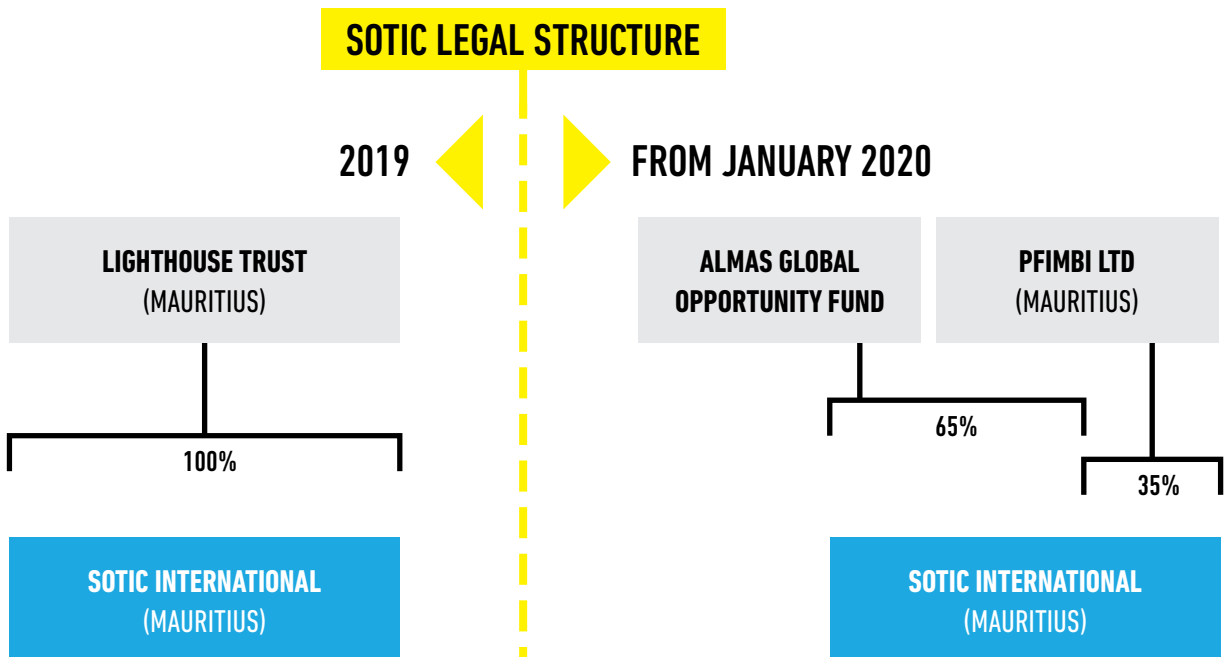 SOTIC LEGAL STRUCTURE
2019
FROM JANUARY 2020
LIGHTHOUSE TRUST
(MAURITIUS)
ALMAS GLOBAL
OPPORTUNITY FUND
PFIMBI LTD
(MAURITIUS)
100%
65%
35%
SOTIC INTERNATIONAL
(MAURITIUS)
SOTIC INTERNATIONAL
(MAURITIUS)